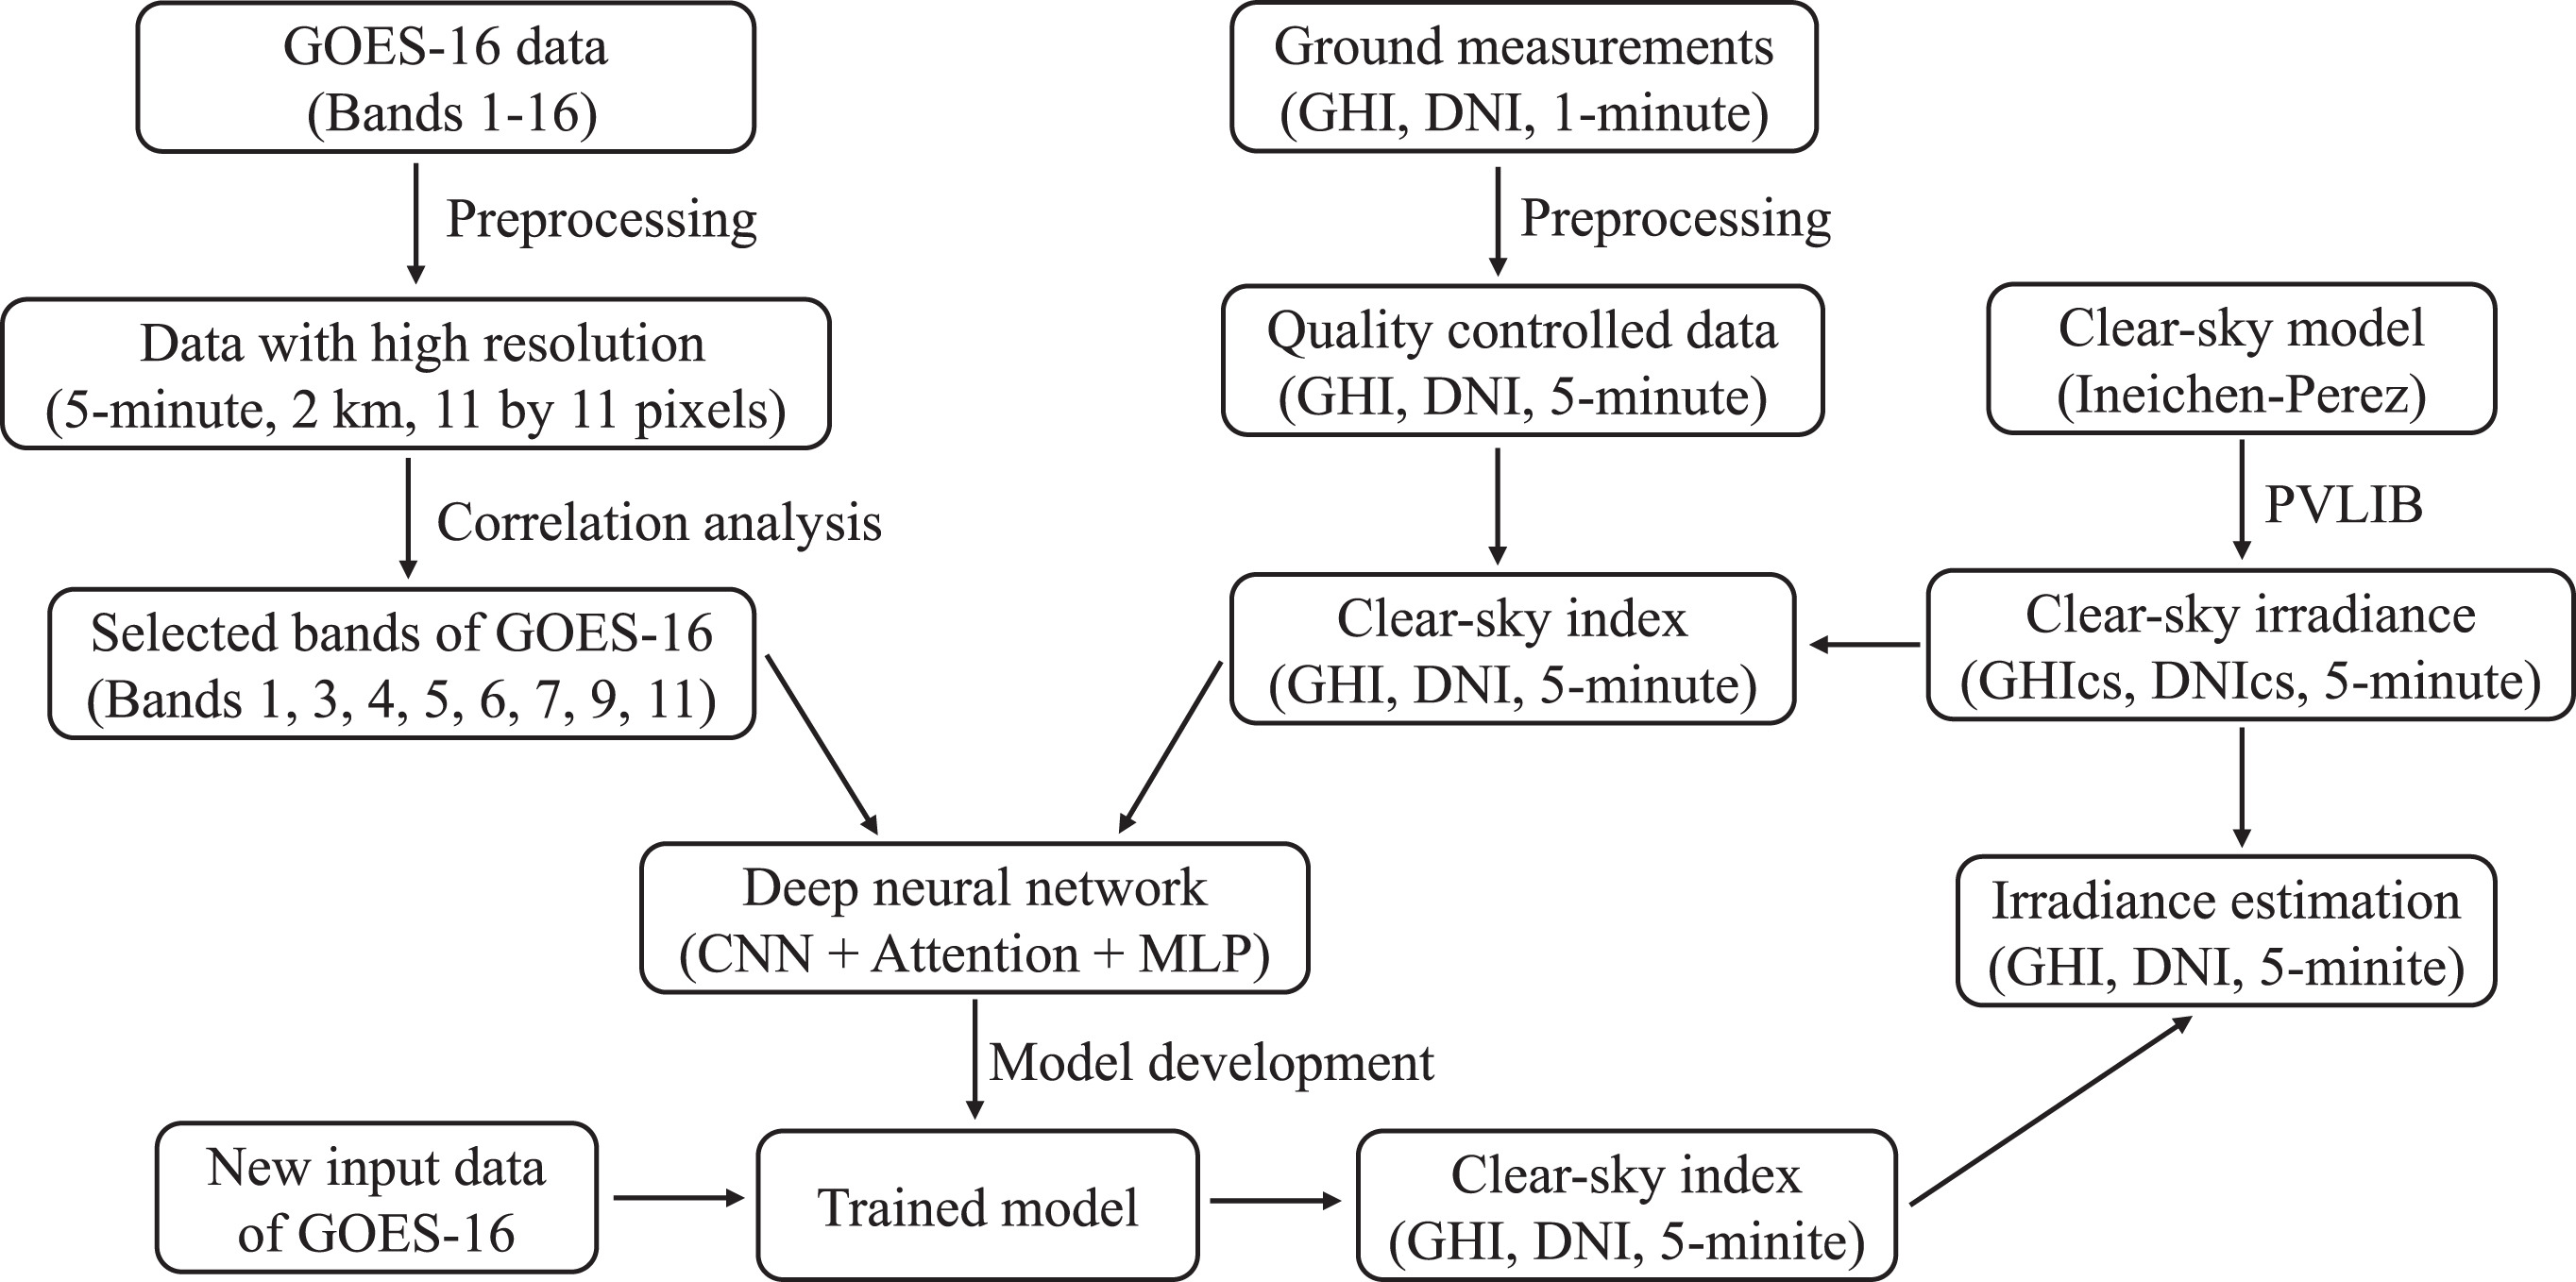 GOES-16 data
(Bands 1-16)
Ground measurements
(GHI, DNI, 1-minute)
Preprocessing
Preprocessing
Data with high resolution
(5-minute, 2 km, 11 by 11 pixels)
Quality controlled data
(GHI, DNI, 5-minute)
Clear-sky model
(Ineichen-Perez)
Correlation analysis
PVLIB
Selected bands of GOES-16
(Bands 1, 3, 4, 5, 6, 7, 9, 11)
Clear-sky index
(GHI, DNI, 5-minute)
Clear-sky irradiance
(GHIcs, DNIcs, 5-minute)
Deep neural network
(CNN + Attention + MLP)
Irradiance estimation
(GHI, DNI, 5-minite)
Model development
New input data
of GOES-16
Trained model
Clear-sky index
(GHI, DNI, 5-minite)